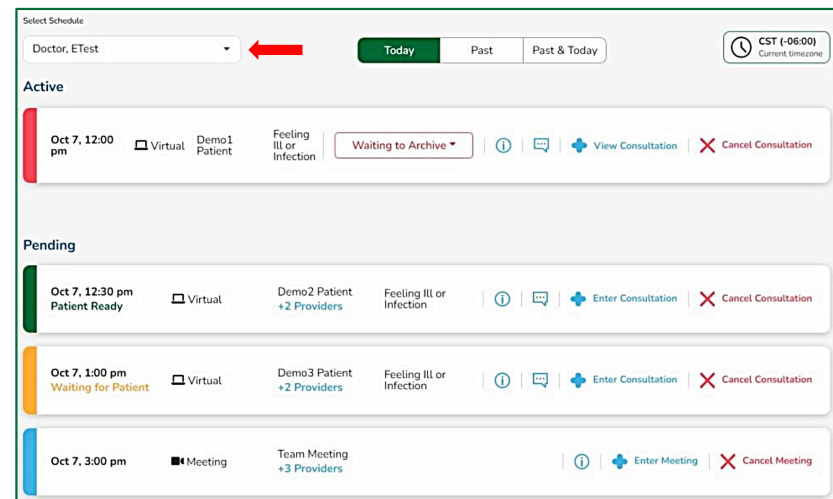 Select Schedule
Doctor, ETest
Today Past Past & Today
CST (-06:00)
Current timezone
Active
Oct 7, 12:00
pm
Virtual
Demo1
Patient
Feeling
Ill or
Infection
Waiting to Archive
View Consultation
Cancel Consultation
Pending
Oct 7, 12:30 pm
Patient Ready
Virtual
Demo2 Patient
+2 Providers
Feeling Ill or
Infection
Enter Consultation
Cancel Consultation
Oct 7, 1:00 pm
Waiting for Patient
Virtual
Demo3 Patient
+2 Providers
Feeling Ill or
Infection
Enter Consultation
Cancel Consultation
Oct 7, 3:00 pm
Meeting
Team Meeting
+3 Providers
Enter Meeting
Cancel Meeting